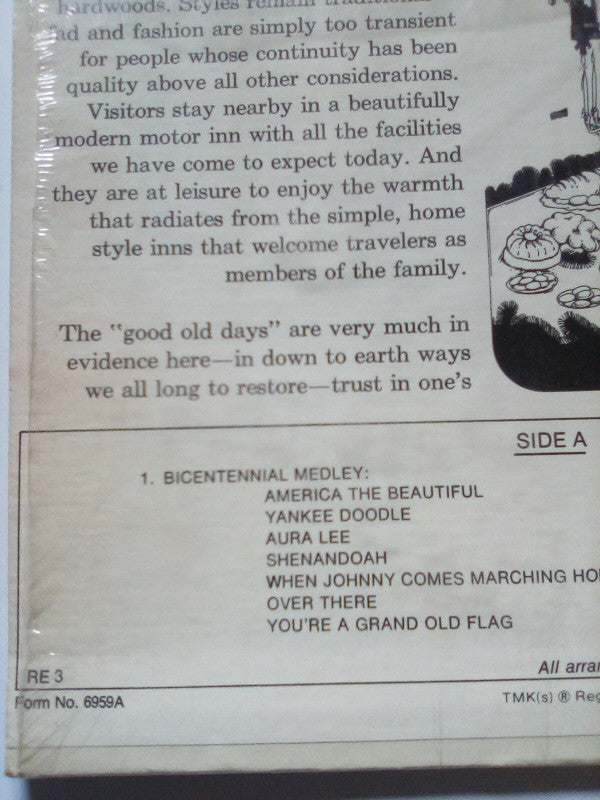 hardwoods. Styles remain
fad and fashion are simply too transient
for people whose continuity has been
quality above all other considerations.
Visitors stay nearby in a beautifully
modern motor inn with all the facilities
we have come to expect today. And
they are at leisure to enjoy the warmth
that radiates from the simple, home
style inns that welcome travelers as
members of the family.
The "good old days" are very much in
evidence here—in down to earth ways
we all long to restore—trust in one's
SIDE A
1. BICENTENNIAL MEDLEY:
AMERICA THE BEAUTIFUL
YANKEE DOODLE
AURA LEE
SHENANDOAH
WHEN JOHNNY COMES MARCHING HO
OVER THERE
YOU'RE A GRAND OLD FLAG
All arra
RE 3
TMK(s) ® Reg
Form No. 6959A